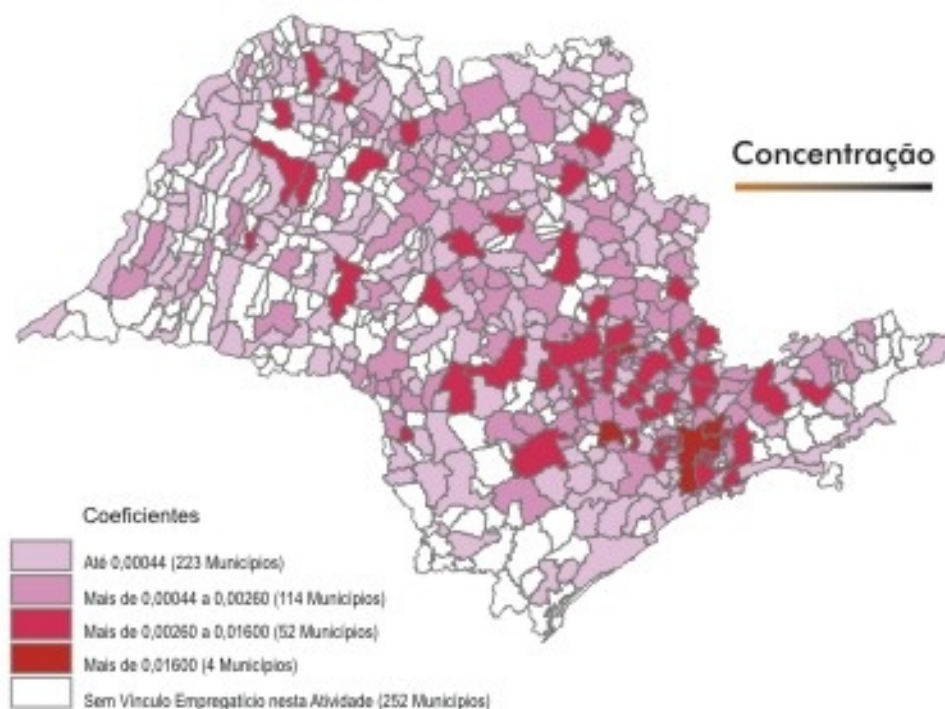 Concentração
Coeficientes
Até 0,00044 (223 Municípios)
Mais de 0,00044 a 0,00260 (114 Municípios)
Mais de 0,00260 a 0,01600 (52 Municípios)
Mais de 0,01600 (4 Municípios)
Sem Vínculo Empregatício nesta Atividade (252 Municípios)